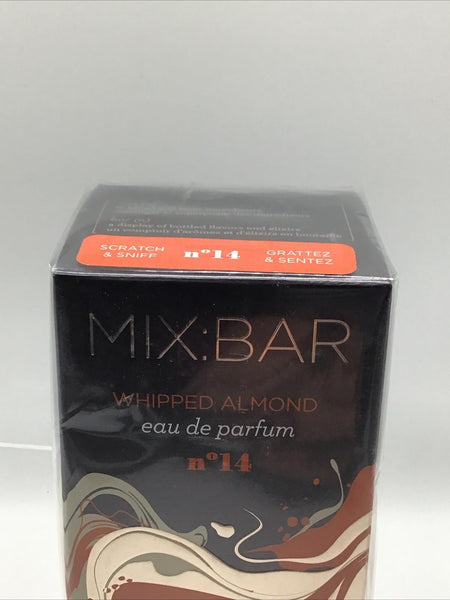 bar (n)
a display of bottled flavors and elixirs
un comptoir d'arômes et d'élixirs en bouteille
SCRATCH & SNIFF
nº14
GRATTEZ & SENTEZ
MIX:BAR
WHIPPED ALMOND
eau de parfum
nº14